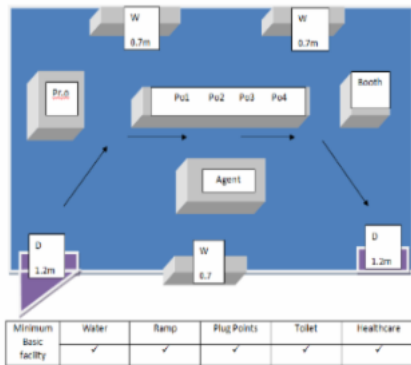 W
0.7m
W
0.7m
Pr.o
Po1 Po2 Po3 Po4
Booth
Agent
D
1.2m
W
0.7
D
1.2m
Minimum Basic facility
Water Ramp Plug Points Toilet Healthcare
✓ ✓ ✓ ✓ ✓